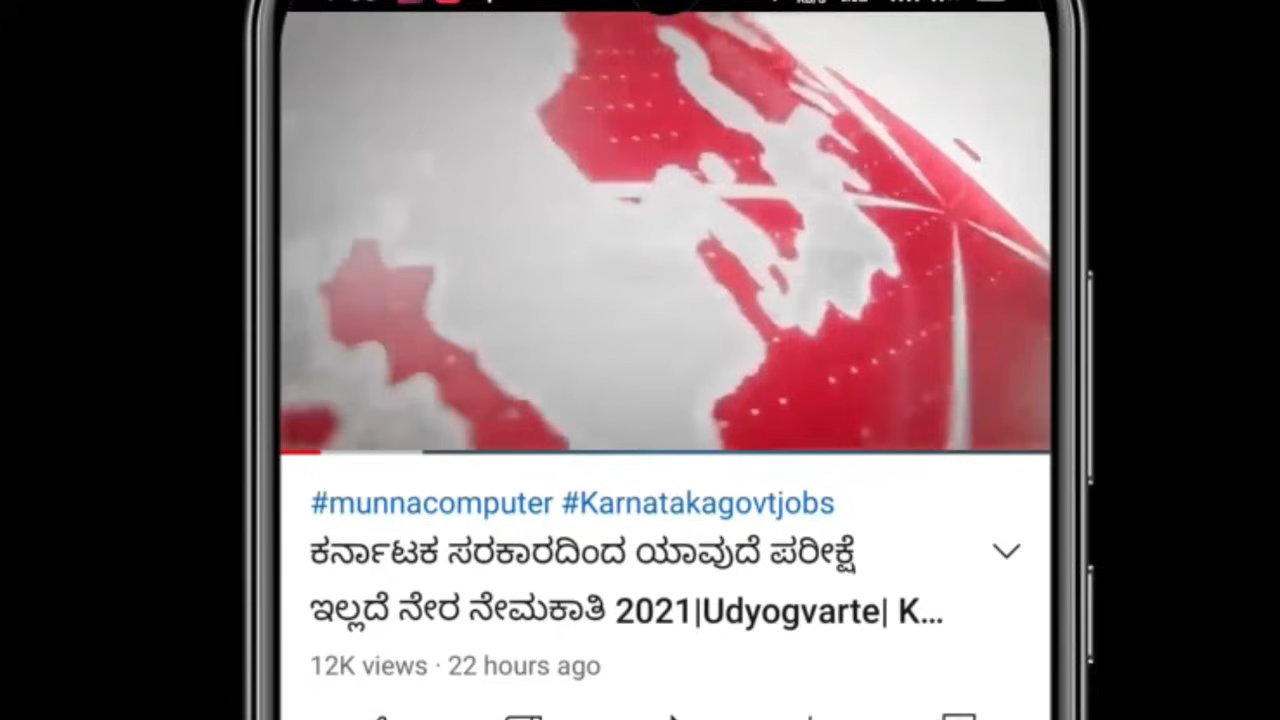 #munnacomputer #Karnatakagovtjobs
ಕರ್ನಾಟಕ ಸರಕಾರದಿಂದ ಯಾವುದೆ ಪರೀಕ್ಷೆ
ಇಲ್ಲದೆ ನೇರ ನೇಮಕಾತಿ 2021|Udyogvarte| K...
12K views · 22 hours ago